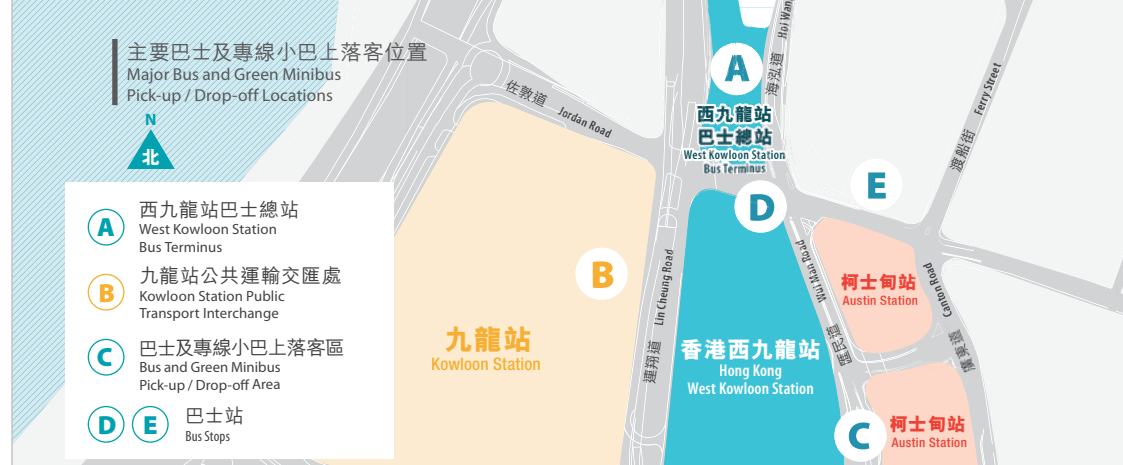 主要巴士及專線小巴上落客位置
Major Bus and Green Minibus
Pick-up / Drop-off Locations
N
北
A
西九龍站巴士總站
West Kowloon Station
Bus Terminus
B
九龍站公共運輸交匯處
Kowloon Station Public
Transport Interchange
C
巴士及專線小巴上落客區
Bus and Green Minibus
Pick-up / Drop-off Area
D E
巴士站
Bus Stops
佐敦道 Jordan Road
A
西九龍站
巴士總站
West Kowloon Station
Bus Terminus
海泓道 Hoi Wan
渡船街 Ferry Street
E
D
B
連翔道 Lin Cheung Road
九龍站
Kowloon Station
香港西九龍站
Hong Kong
West Kowloon Station
匯民道 Wui Man Road
柯士甸站
Austin Station
廣東道 Canton Road
C
柯士甸站
Austin Station